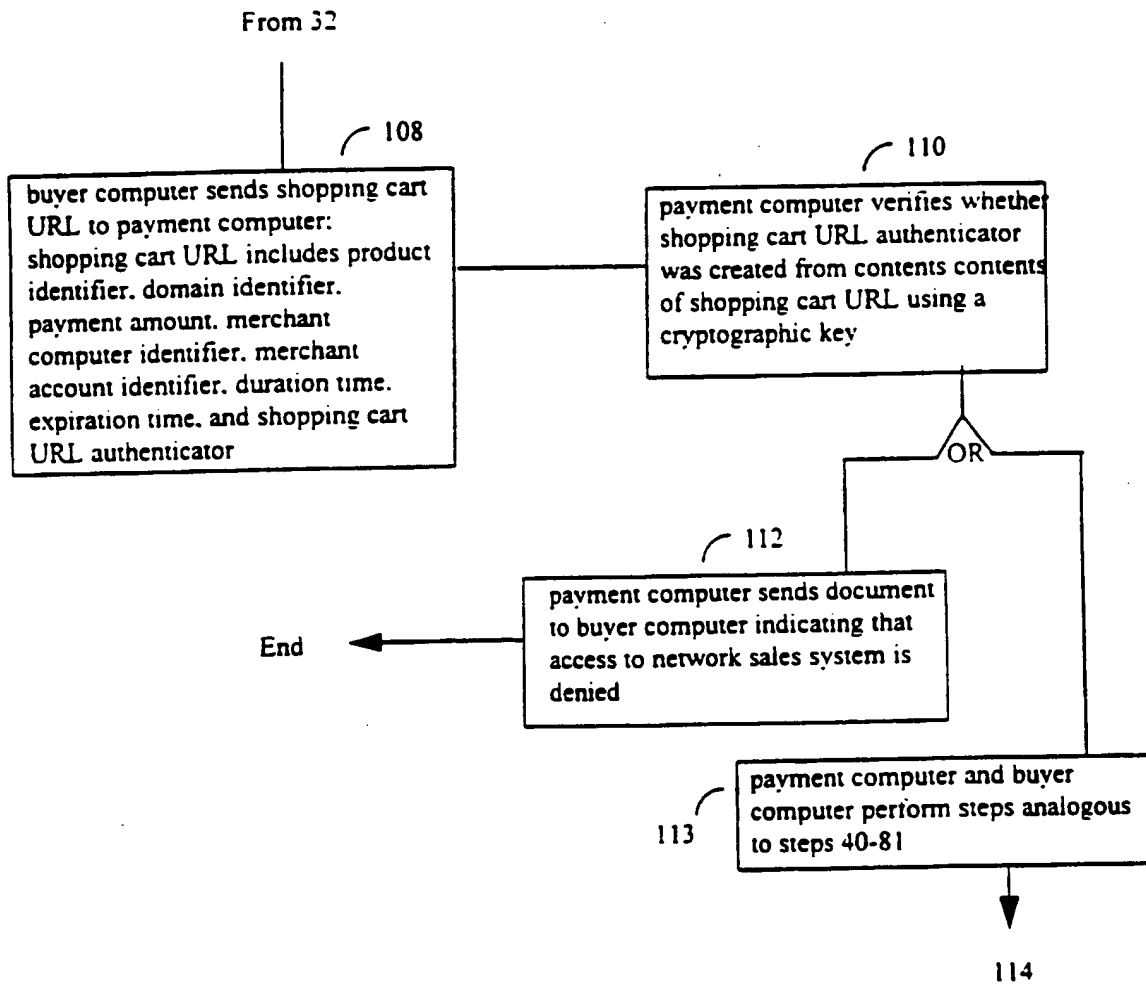 From 32
108
buyer computer sends shopping cart
URL to payment computer:
shopping cart URL includes product
identifier. domain identifier.
payment amount. merchant
computer identifier. merchant
account identifier. duration time.
expiration time. and shopping cart
URL authenticator
110
payment computer verifies whether
shopping cart URL authenticator
was created from contents contents
of shopping cart URL using a
cryptographic key
OR
112
payment computer sends document
to buyer computer indicating that
access to network sales system is
denied
End
payment computer and buyer
computer perform steps analogous
to steps 40-81
113
114